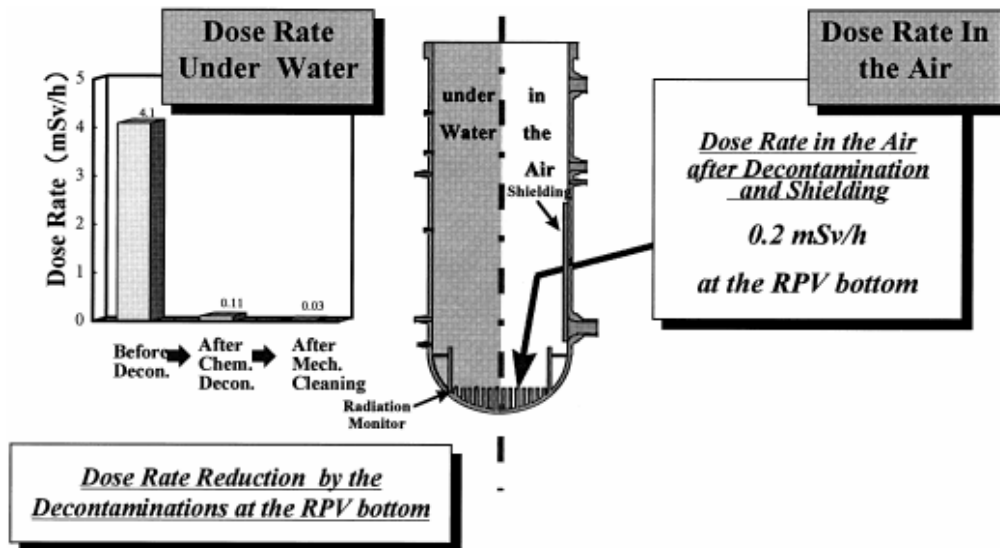 Dose Rate
Under Water
Dose Rate (mSv/h)
5
4
3
2
1
0
4.1
0.11
0.03
Before
Decon.
After
Chem.
Decon.
After
Mech.
Cleaning
under
Water
in
the
Air
Shielding
Radiation
Monitor
Dose Rate In
the Air
Dose Rate in the Air
after Decontamination
and Shielding
0.2 mSv/h
at the RPV bottom
Dose Rate Reduction by the
Decontaminations at the RPV bottom